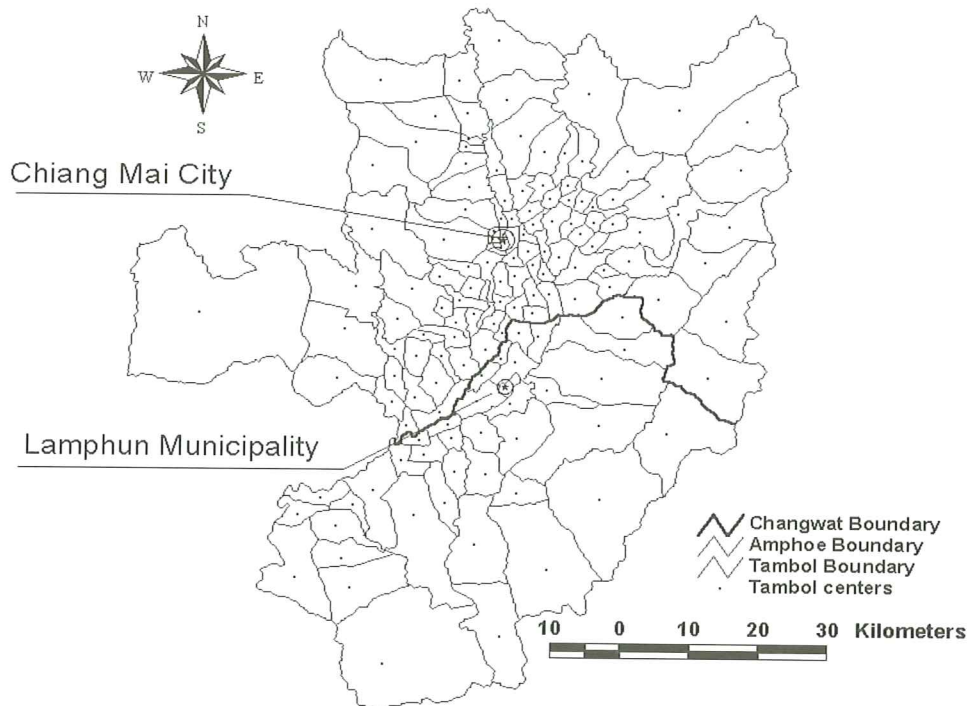 N
W E
S
Chiang Mai City
Lamphun Municipality
Changwat Boundary
Amphoe Boundary
Tambol Boundary
Tambol centers
10 0 10 20 30 Kilometers